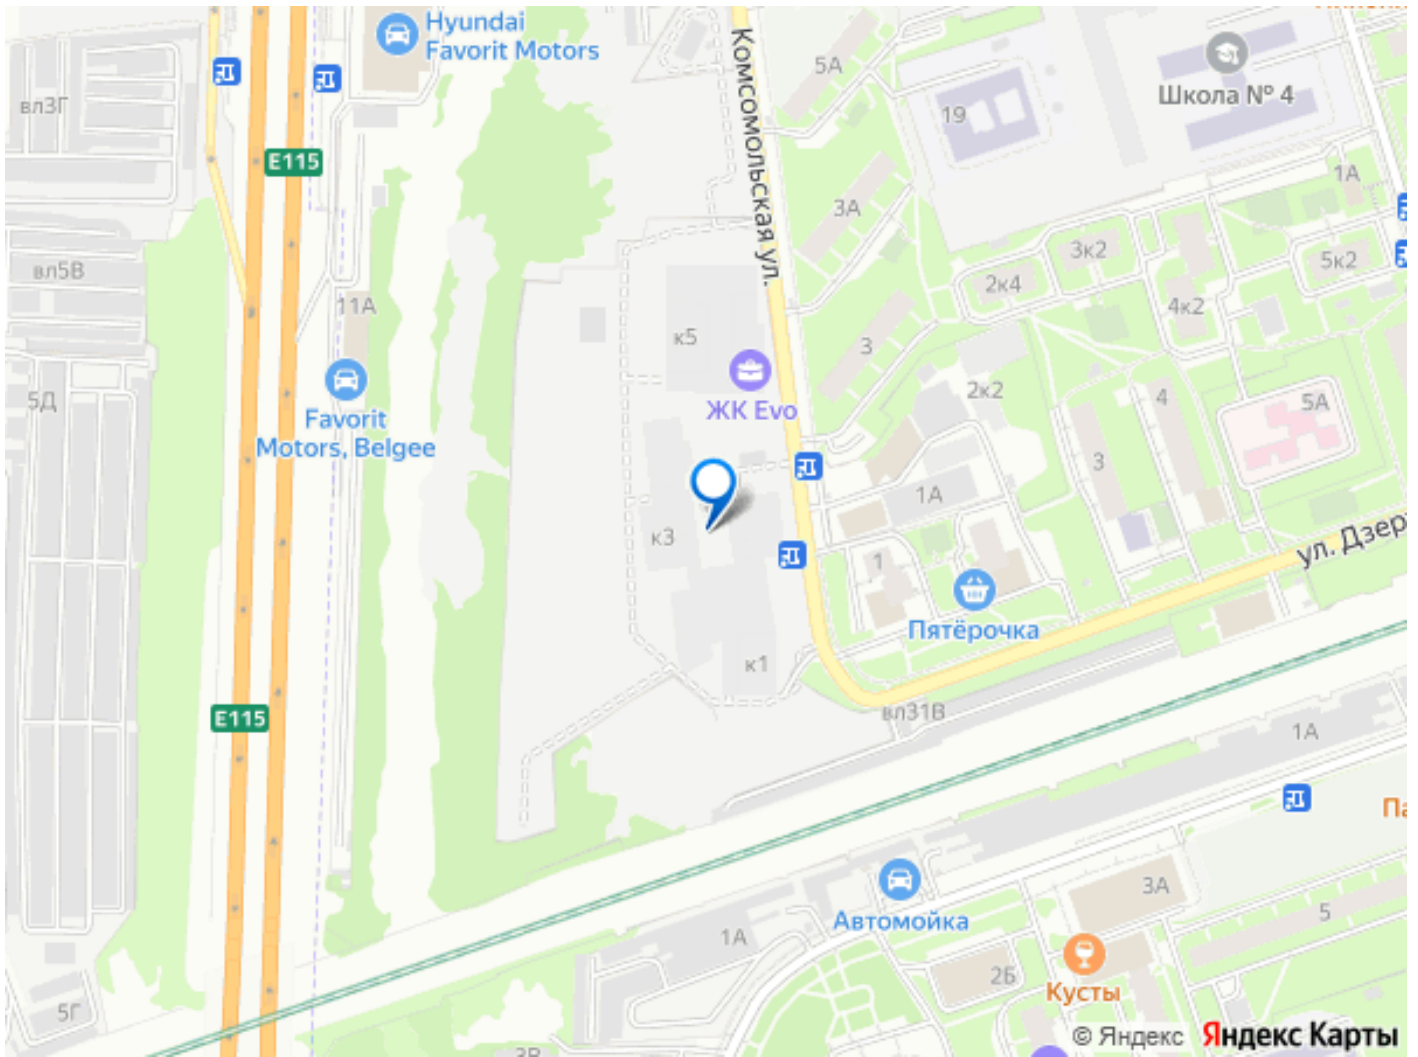 Hyundai
Favorit Motors
вл3Г
E115
Комсомольская ул.
5А
Школа № 4
19
1А
3А
3к2
5к2
2к4
4к2
вл5В
11А
к5
3
ЖК Evo
2к2
4
5А
5Д
Favorit
Motors, Belgee
3
1А
к3
1
ул. Дзер
Пятёрочка
к1
E115
вл31В
1А
Автомойка
3А
5
1А
2Б
Кусты
5Г
© Яндекс
Яндекс Карты